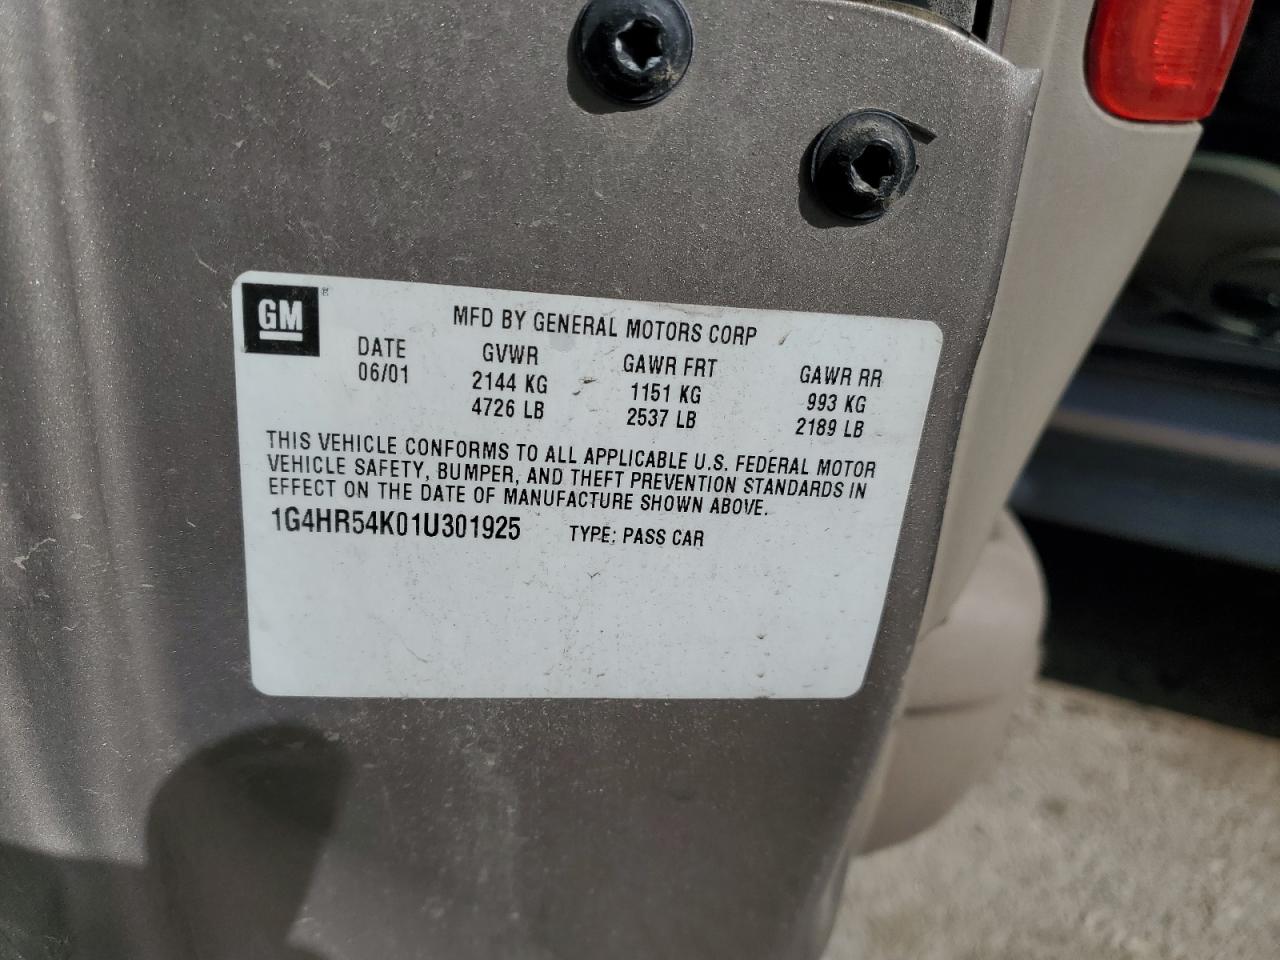 GM®
MFD BY GENERAL MOTORS CORP
DATE GVWR GAWR FRT GAWR RR
06/01 2144 KG 1151 KG 993 KG
4726 LB 2537 LB 2189 LB
THIS VEHICLE CONFORMS TO ALL APPLICABLE U.S. FEDERAL MOTOR
VEHICLE SAFETY, BUMPER, AND THEFT PREVENTION STANDARDS IN
EFFECT ON THE DATE OF MANUFACTURE SHOWN ABOVE.
1G4HR54K01U301925 TYPE: PASS CAR